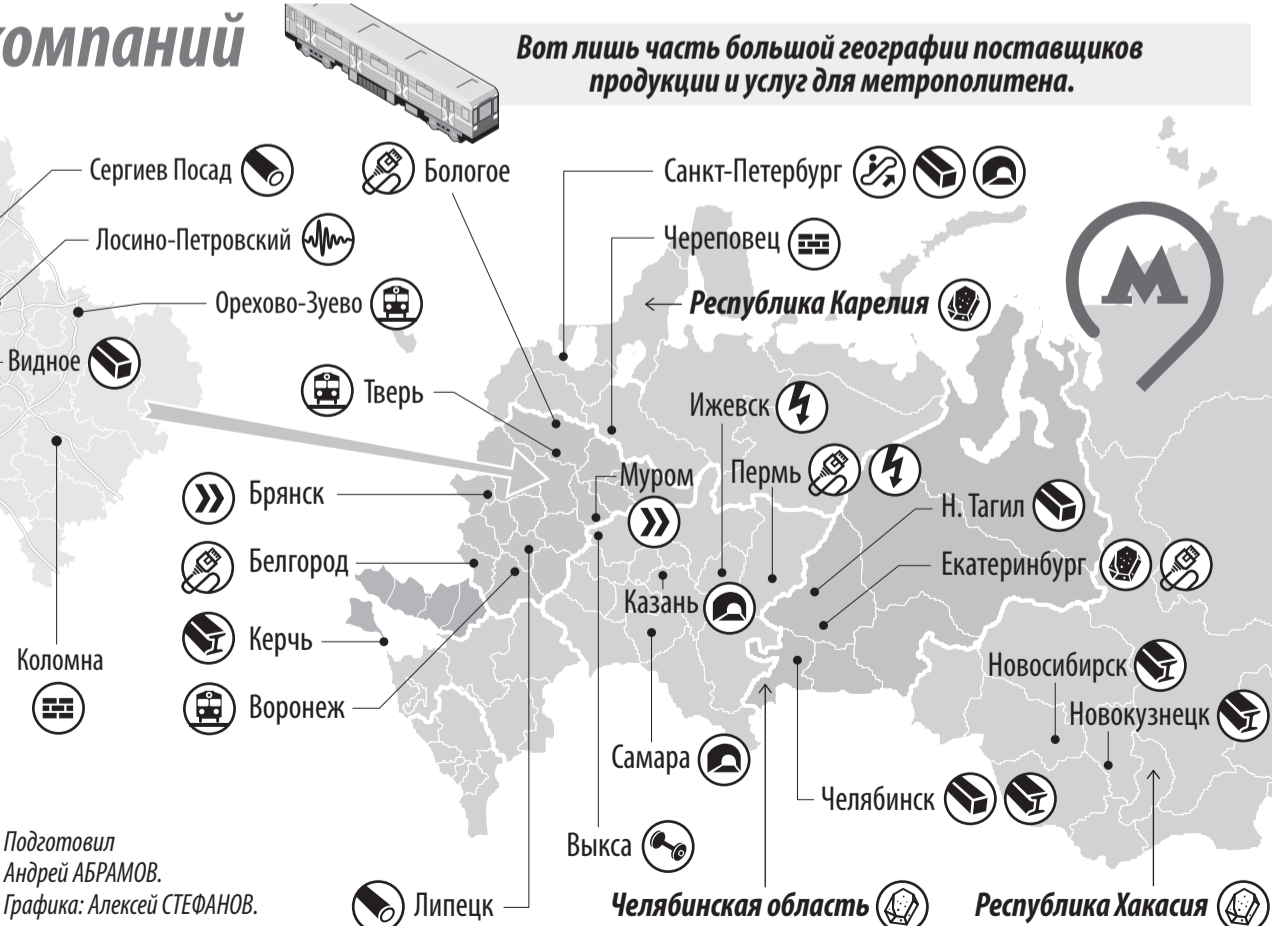 компаний
Вот лишь часть большой географии поставщиков
продукции и услуг для метрополитена.
Сергиев Посад
Бологое
Санкт-Петербург
Лосино-Петровский
Череповец
Орехово-Зуево
Республика Карелия
М
Видное
Тверь
Ижевск
Муром
Пермь
Брянск
Н. Тагил
Белгород
Екатеринбург
Казань
Керчь
Коломна
Новосибирск
Воронеж
Новокузнецк
Самара
Челябинск
Подготовил
Андрей АБРАМОВ.
Графика: Алексей СТЕФАНОВ.
Выкса
Липецк
Челябинская область
Республика Хакасия